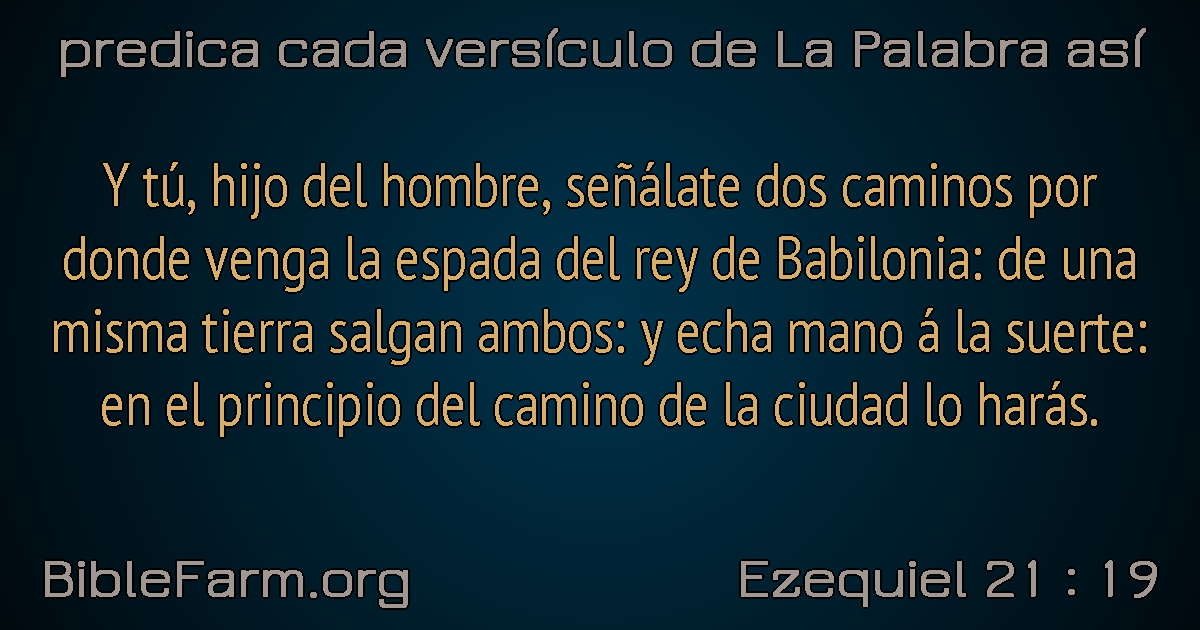 predica cada versículo de La Palabra así
Y tú, hijo del hombre, señálate dos caminos por
donde venga la espada del rey de Babilonia: de una
misma tierra salgan ambos: y echa mano á la suerte:
en el principio del camino de la ciudad lo harás.
BibleFarm.org
Ezequiel 21 : 19